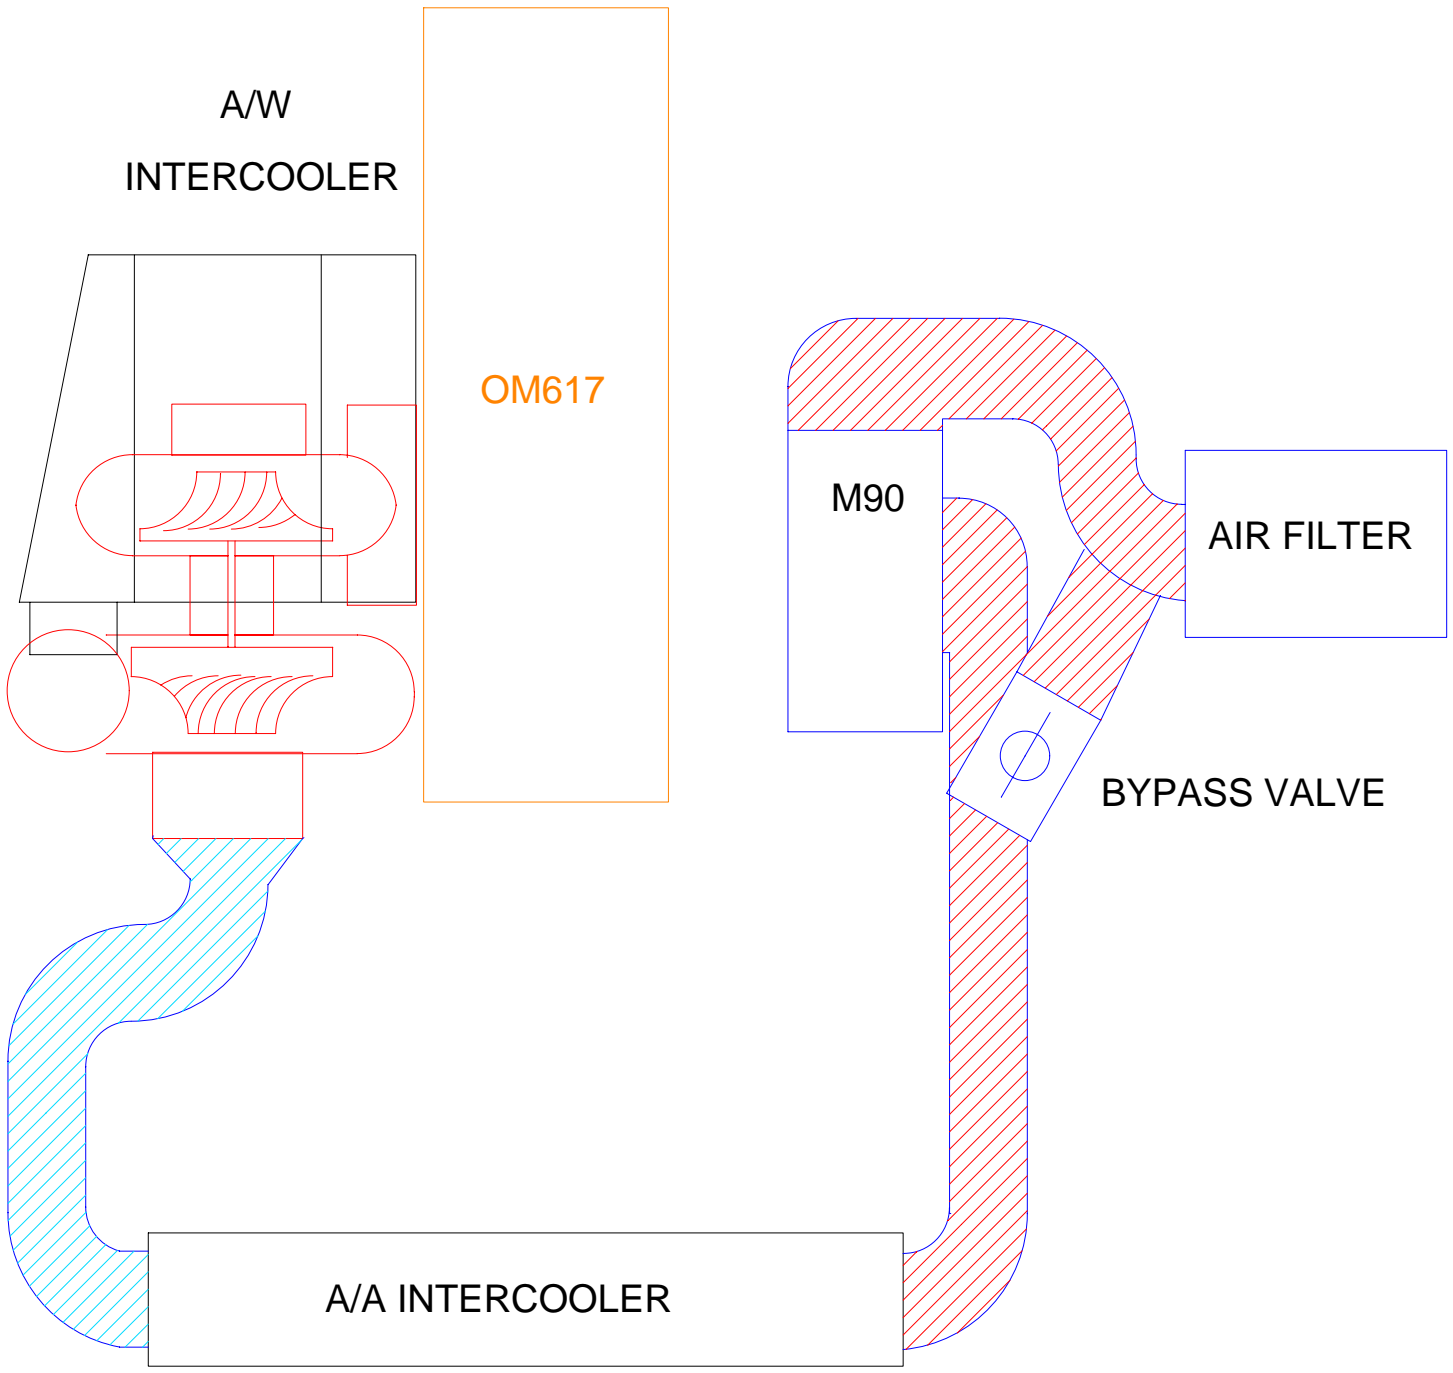 A/W
INTERCOOLER
OM617
M90
AIR FILTER
BYPASS VALVE
A/A INTERCOOLER